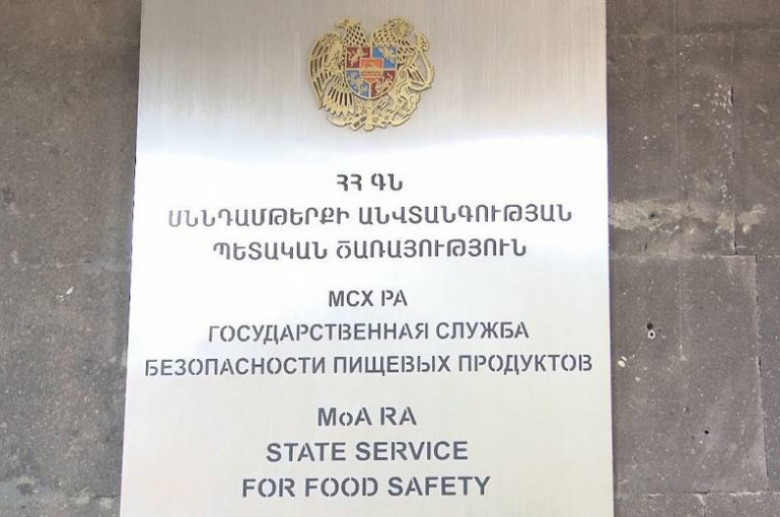 ՀՀ ԳՆ
ՍՆՆԴԱՄԹԵՐՔԻ ԱՆՎՏԱՆԳՈՒԹՅԱՆ
ՊԵՏԱԿԱՆ ԾԱՌԱՅՈՒԹՅՈՒՆ
МСХ РА
ГОСУДАРСТВЕННАЯ СЛУЖБА
БЕЗОПАСНОСТИ ПИЩЕВЫХ ПРОДУКТОВ
MoA RA
STATE SERVICE
FOR FOOD SAFETY